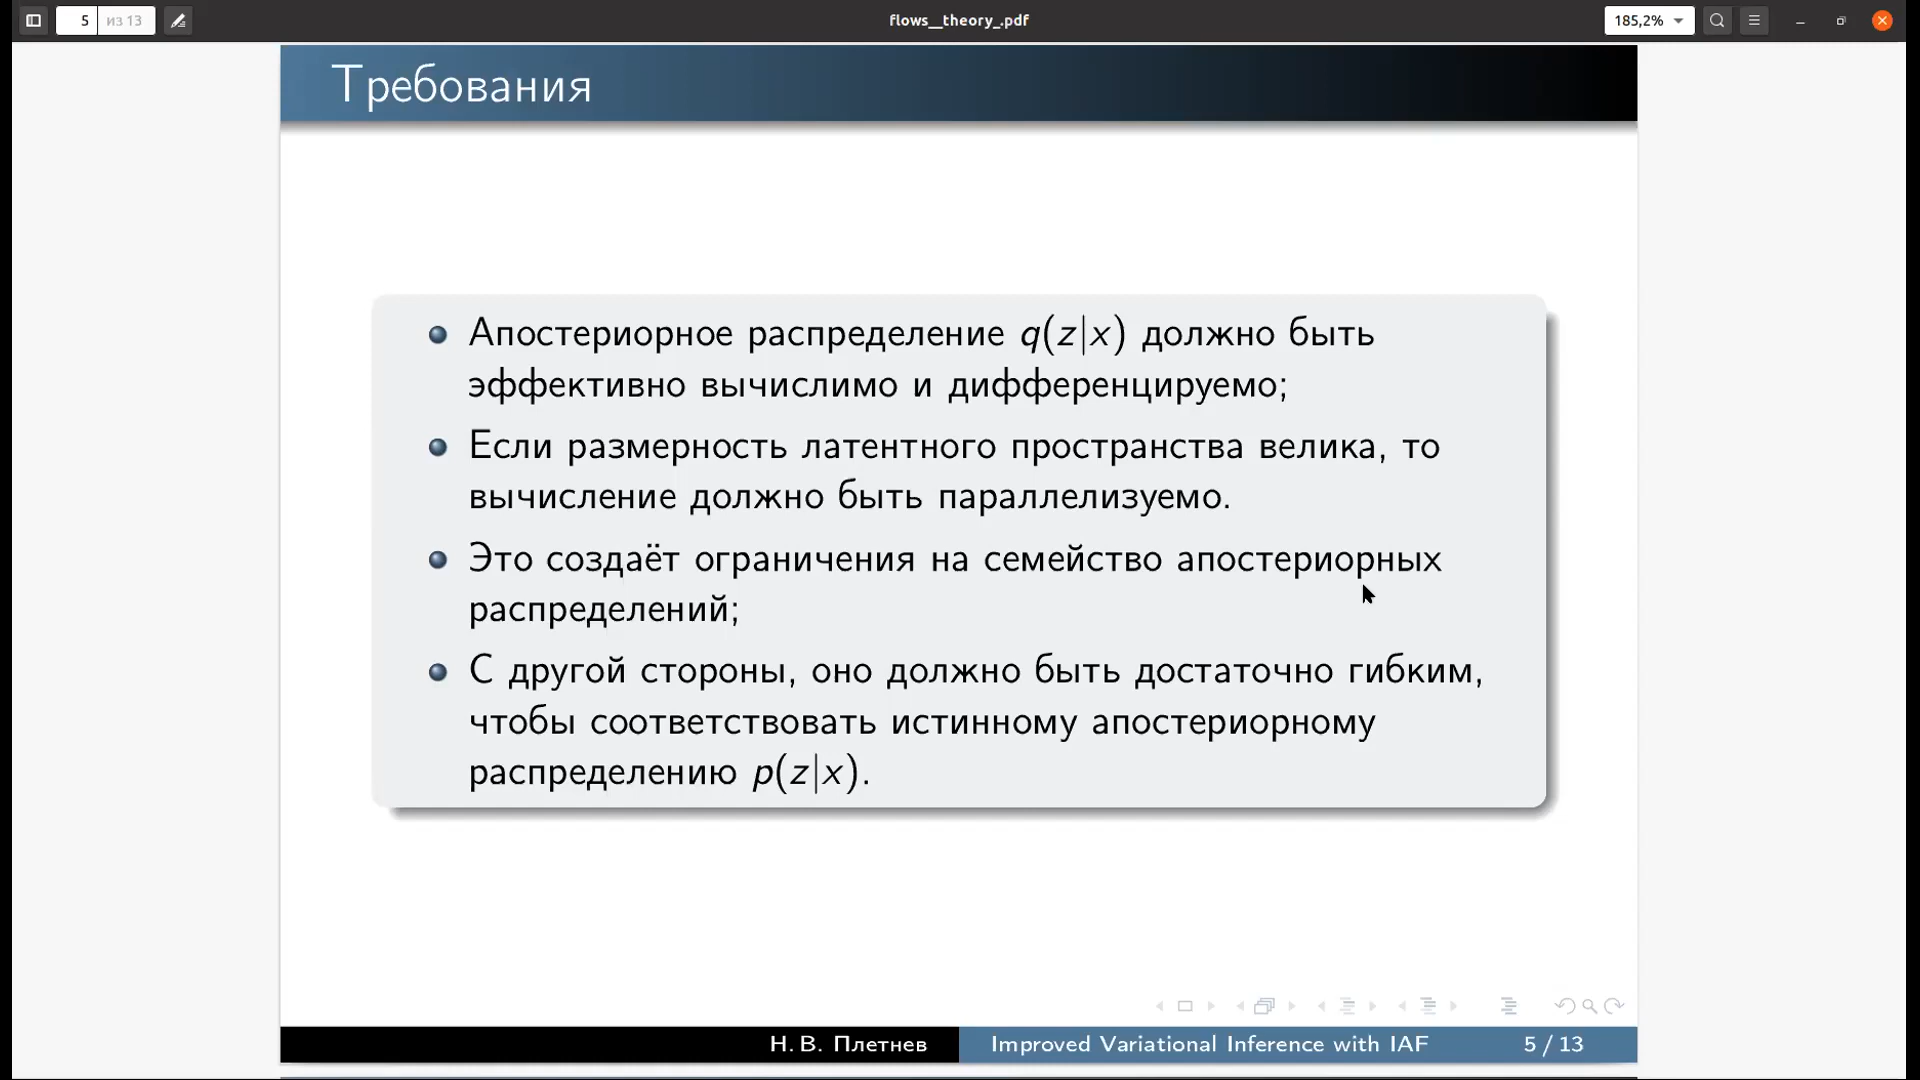 5 из 13
flows__theory_.pdf
185,2%
Требования
Апостериорное распределение q(z|x) должно быть
эффективно вычислимо и дифференцируемо;
Если размерность латентного пространства велика, то
вычисление должно быть параллелизуемо.
Это создаёт ограничения на семейство апостериорных
распределений;
С другой стороны, оно должно быть достаточно гибким,
чтобы соответствовать истинному апостериорному
распределению p(z|x).
Н. В. Плетнев
Improved Variational Inference with IAF
5 / 13